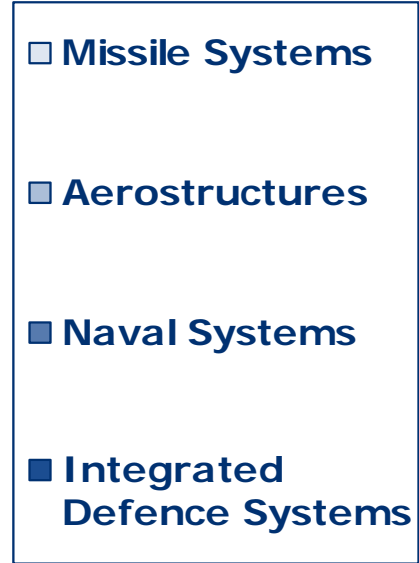 Missile Systems
Aerostructures
Naval Systems
Integrated
Defence Systems